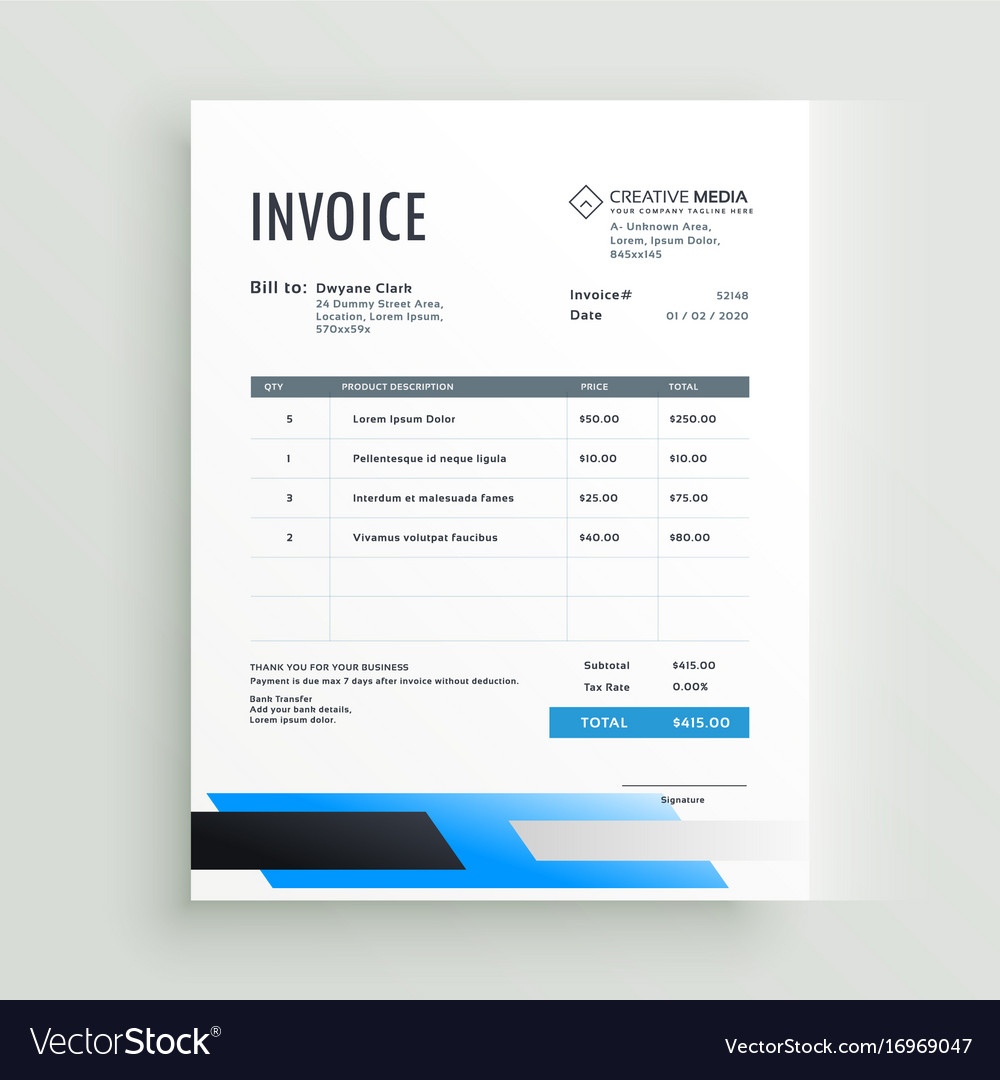 INVOICE
CREATIVE MEDIA
YOUR COMPANY TAGLINE HERE
A- Unknown Area,
Lorem, Ipsum Dolor,
845xx145
Bill to: Dwyane Clark
24 Dummy Street Area,
Location, Lorem Ipsum,
570xx59x
Invoice# 52148
Date 01 / 02 / 2020
QTY PRODUCT DESCRIPTION PRICE TOTAL
5 Lorem Ipsum Dolor $50.00 $250.00
1 Pellentesque id neque ligula $10.00 $10.00
3 Interdum et malesuada fames $25.00 $75.00
2 Vivamus volutpat faucibus $40.00 $80.00
THANK YOU FOR YOUR BUSINESS
Payment is due max 7 days after invoice without deduction.
Bank Transfer
Add your bank details,
Lorem ipsum dolor.
Subtotal $415.00
Tax Rate 0.00%
TOTAL $415.00
Signature
VectorStock®
VectorStock.com/16969047